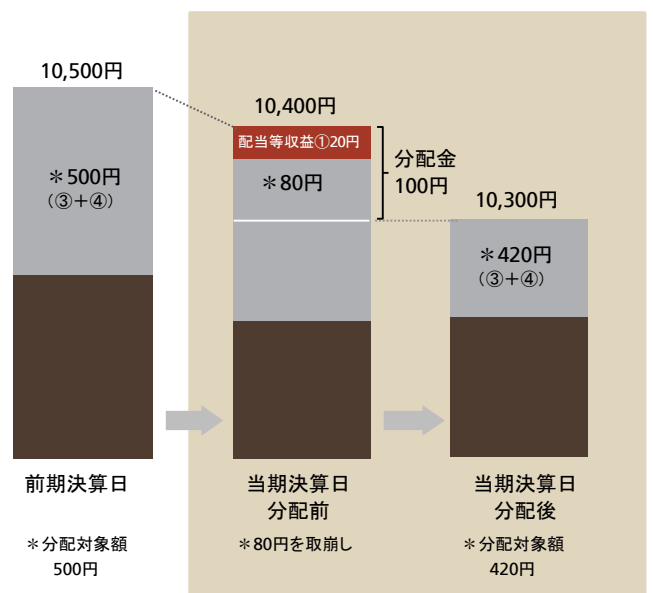 10,500円
＊500円
（③＋④）
前期決算日
＊分配対象額
500円
10,400円
配当等収益①20円
＊80円
分配金
100円
当期決算日
分配前
＊80円を取崩し
10,300円
＊420円
（③＋④）
当期決算日
分配後
＊分配対象額
420円